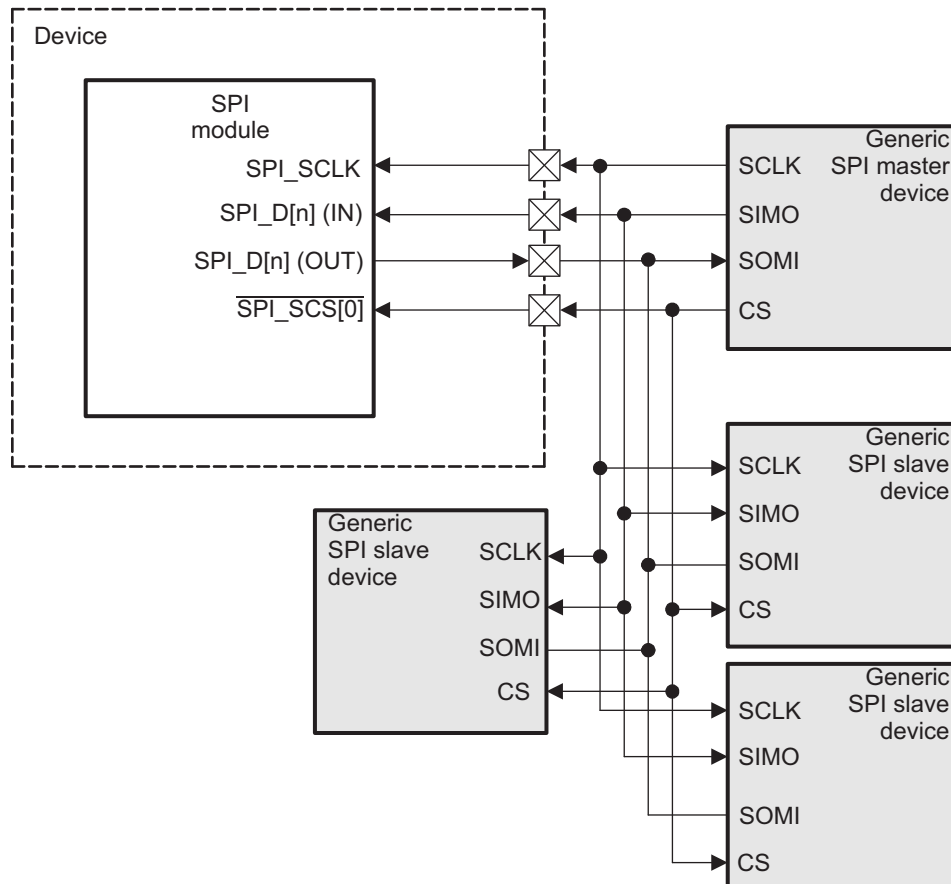 Device
SPI
module
SPI_SCLK
SPI_D[n] (IN)
SPI_D[n] (OUT)
SPI_SCS[0]
Generic
SPI master
device
SCLK
SIMO
SOMI
CS
Generic
SPI slave
device
SCLK
SIMO
SOMI
CS
Generic
SPI slave
device
SCLK
SIMO
SOMI
CS
Generic
SPI slave
device
SCLK
SIMO
SOMI
CS